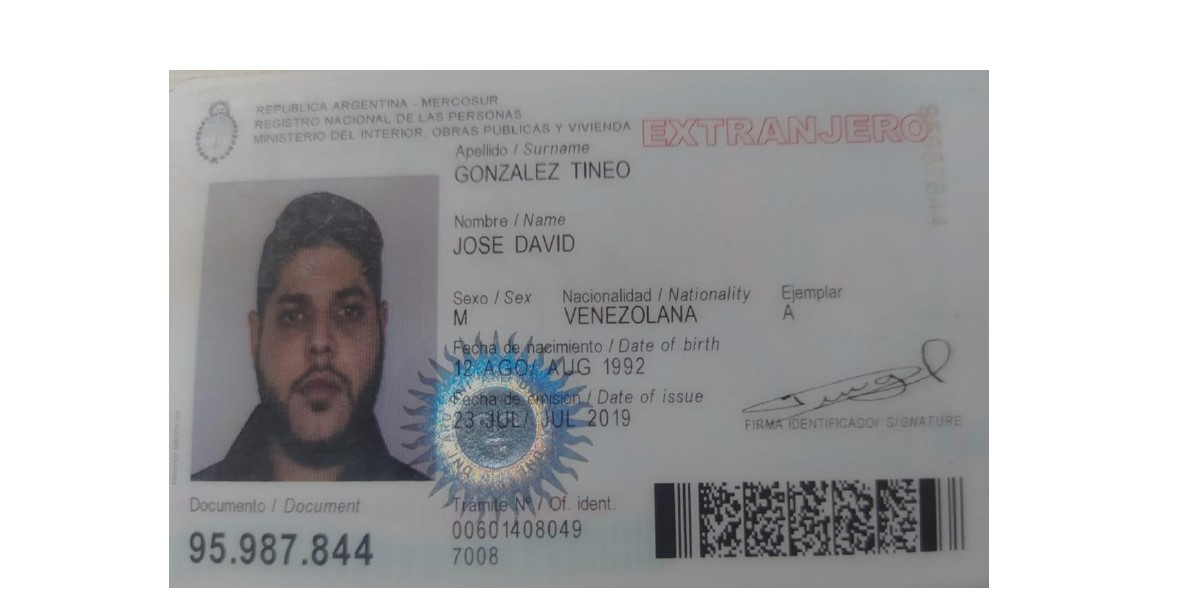 REPUBLICA ARGENTINA - MERCOSUR
REGISTRO NACIONAL DE LAS PERSONAS
MINISTERIO DEL INTERIOR, OBRAS PUBLICAS Y VIVIENDA
EXTRANJERO
Apellido / Surname
GONZALEZ TINEO
Nombre / Name
JOSE DAVID
Sexo / Sex Nacionalidad / Nationality Ejemplar
M VENEZOLANA A
Fecha de nacimiento / Date of birth
12 AGO/ AUG 1992
Fecha de emisión / Date of issue
23 JUL/ JUL 2019
FIRMA IDENTIFICADO/ SIGNATURE
Documento / Document
95.987.844
Tramite Nº / Of. ident.
00601408049
7008